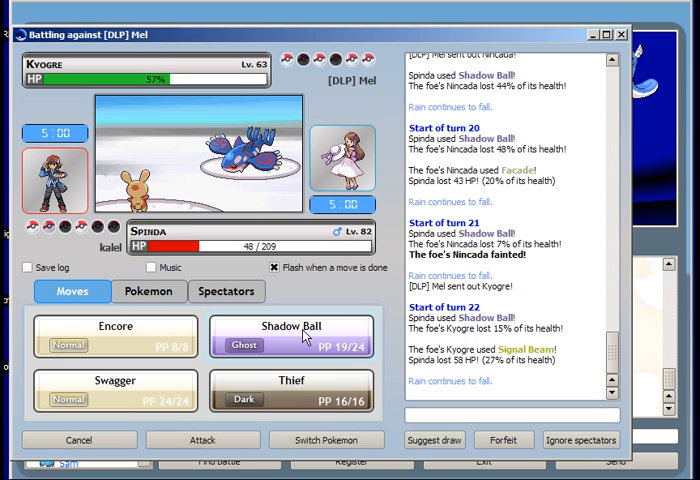 Battling against [DLP] Mel
KYOGRE Lv. 63
HP 57%
[DLP] Mel
5:00
5:00
kalel
SPINDA Lv. 82
HP 48 / 209
Save log
Music
Flash when a move is done
Moves
Pokemon
Spectators
Encore
Normal PP 8/8
Shadow Ball
Ghost PP 19/24
Swagger
Normal PP 24/24
Thief
Dark PP 16/16
Cancel
Attack
Switch Pokemon
[DLP] Mel sent out Nincada!
Spinda used Shadow Ball!
The foe's Nincada lost 44% of its health!
Rain continues to fall.
Start of turn 20
Spinda used Shadow Ball!
The foe's Nincada lost 48% of its health!
The foe's Nincada used Facade!
Spinda lost 43 HP! (20% of its health)
Rain continues to fall.
Start of turn 21
Spinda used Shadow Ball!
The foe's Nincada lost 7% of its health!
The foe's Nincada fainted!
Rain continues to fall.
[DLP] Mel sent out Kyogre!
Start of turn 22
Spinda used Shadow Ball!
The foe's Kyogre lost 15% of its health!
The foe's Kyogre used Signal Beam!
Spinda lost 58 HP! (27% of its health)
Rain continues to fall.
Suggest draw
Forfeit
Ignore spectators
Sam
Find battle
Register
Exit
Send